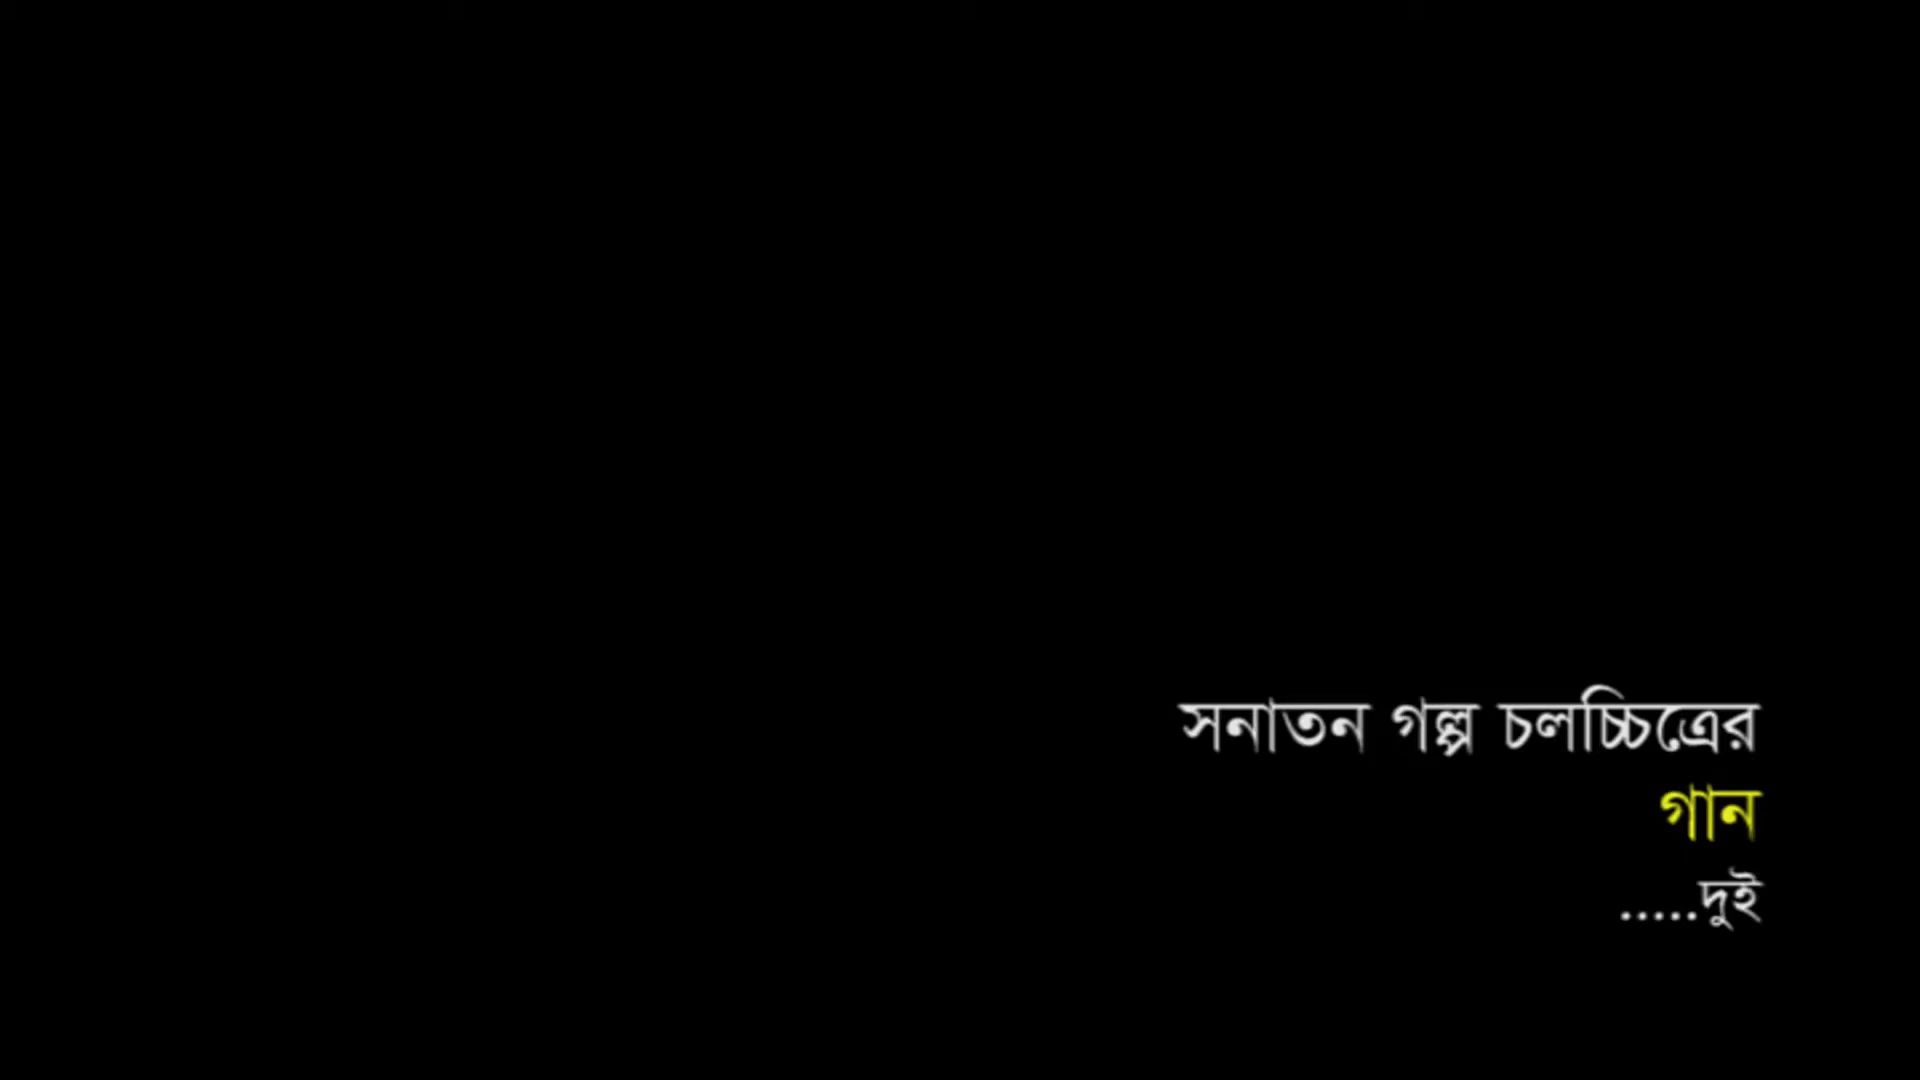 সনাতন গল্প চলচ্চিত্রের
গান
.....দুই